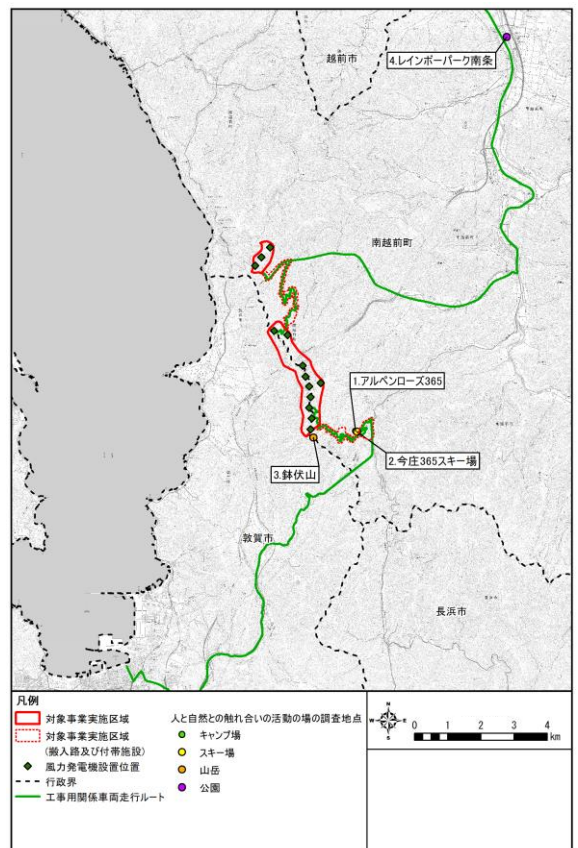 越前市
4.レインボーパーク南条
南越前町
1.アルペンローズ365
2.今庄365スキー場
3.鉢伏山
敦賀市
長浜市
凡例
対象事業実施区域
対象事業実施区域
(搬入路及び付帯施設)
風力発電機設置位置
行政界
工事用関係車両走行ルート
人と自然との触れ合いの活動の場の調査地点
キャンプ場
スキー場
山岳
公園
N
W E
S
0 1 2 3 4
km